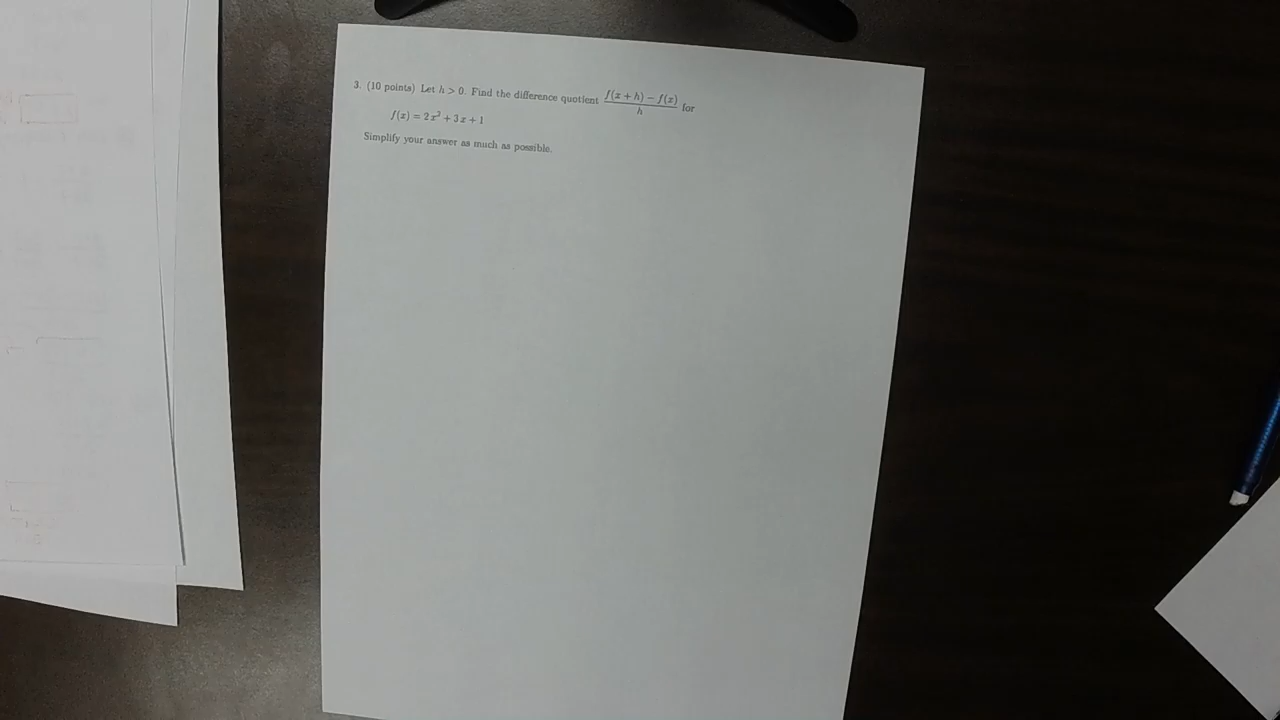 3. (10 points) Let h > 0. Find the difference quotient \frac{f(x + h) − f(x)}{h} for
f(x) = 2x² + 3x + 1
Simplify your answer as much as possible.